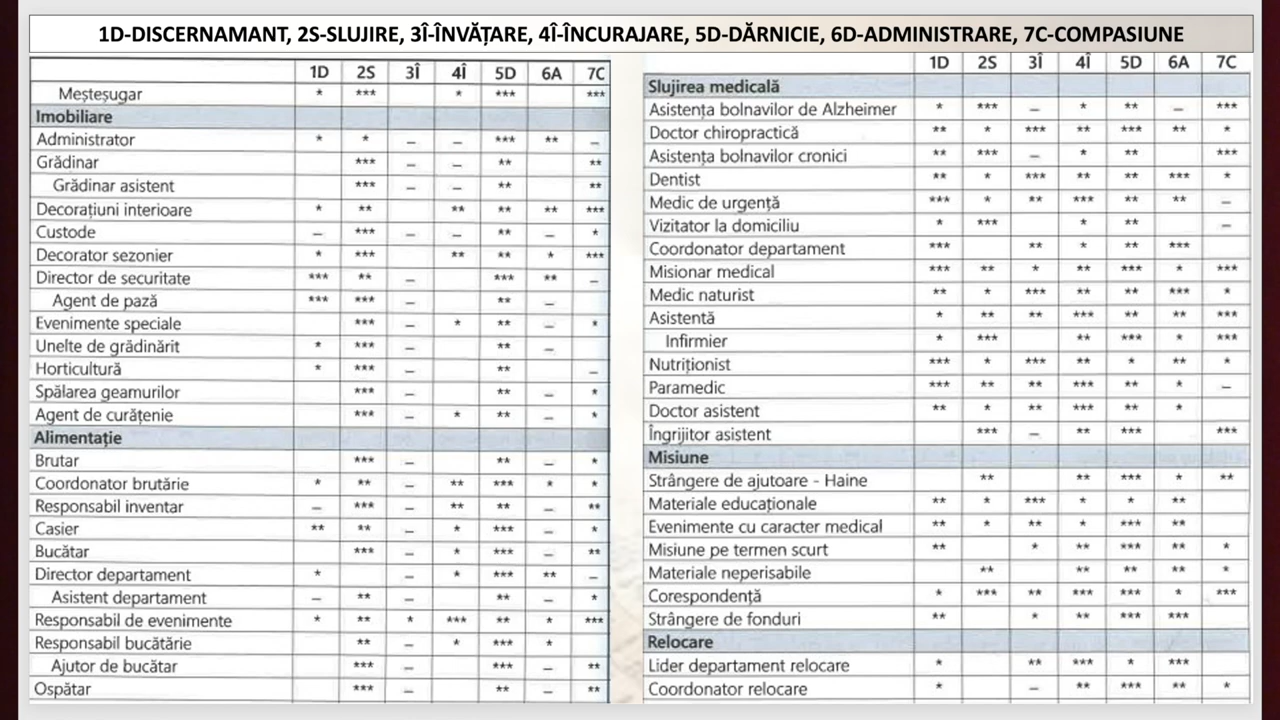 1D-DISCERNAMANT, 2S-SLUJIRE, 3Î-ÎNVĂȚARE, 4Î-ÎNCURAJARE, 5D-DĂRNICIE, 6D-ADMINISTRARE, 7C-COMPASIUNE
1D 2S 3Î 4Î 5D 6A 7C
Meșteșugar * *** * *** ***
Imobiliare
Administrator * * – – *** ** –
Grădinar *** – – ** **
Grădinar asistent *** – – ** **
Decorațiuni interioare * ** ** ** ** ***
Custode – *** – – ** – *
Decorator sezonier * *** ** ** * ***
Director de securitate *** ** – *** ** –
Agent de pază *** *** – ** –
Evenimente speciale *** – * ** – *
Unelte de grădinărit * *** – ** –
Horticultură * *** – ** –
Spălarea geamurilor *** – ** – *
Agent de curățenie *** – * ** – *
Alimentație
Brutar *** – ** – *
Coordonator brutărie * ** – ** *** * *
Responsabil inventar – *** – ** ** – **
Casier ** ** – * *** – *
Bucătar *** – * *** – **
Director departament * – * *** ** –
Asistent departament – ** – ** – *
Responsabil de evenimente * ** * *** ** * ***
Responsabil bucătărie ** – * *** *
Ajutor de bucătar *** – *** – **
Ospătar *** – ** – **
1D 2S 3Î 4Î 5D 6A 7C
Slujirea medicală
Asistența bolnavilor de Alzheimer * *** – * ** – ***
Doctor chiropractică ** * *** ** *** ** *
Asistența bolnavilor cronici ** *** – * ** ***
Dentist ** * *** ** ** *** *
Medic de urgență *** * ** *** ** ** –
Vizitator la domiciliu * *** * ** –
Coordonator departament *** ** * ** ***
Misionar medical *** ** * ** *** * ***
Medic naturist ** * *** ** ** *** *
Asistentă * ** ** *** ** ** ***
Infirmier * *** ** *** * ***
Nutriționist *** * *** ** * ** *
Paramedic *** ** ** *** ** * –
Doctor asistent ** * ** *** ** *
Îngrijitor asistent *** – ** *** ***
Misiune
Strângere de ajutoare - Haine ** ** *** * **
Materiale educaționale ** * *** * * **
Evenimente cu caracter medical ** * ** * *** **
Misiune pe termen scurt ** * ** *** ** *
Materiale neperisabile ** ** ** ** *
Corespondență * *** ** *** *** * ***
Strângere de fonduri ** * ** *** ***
Relocare
Lider departament relocare * ** *** * ***
Coordonator relocare * – ** *** ** *